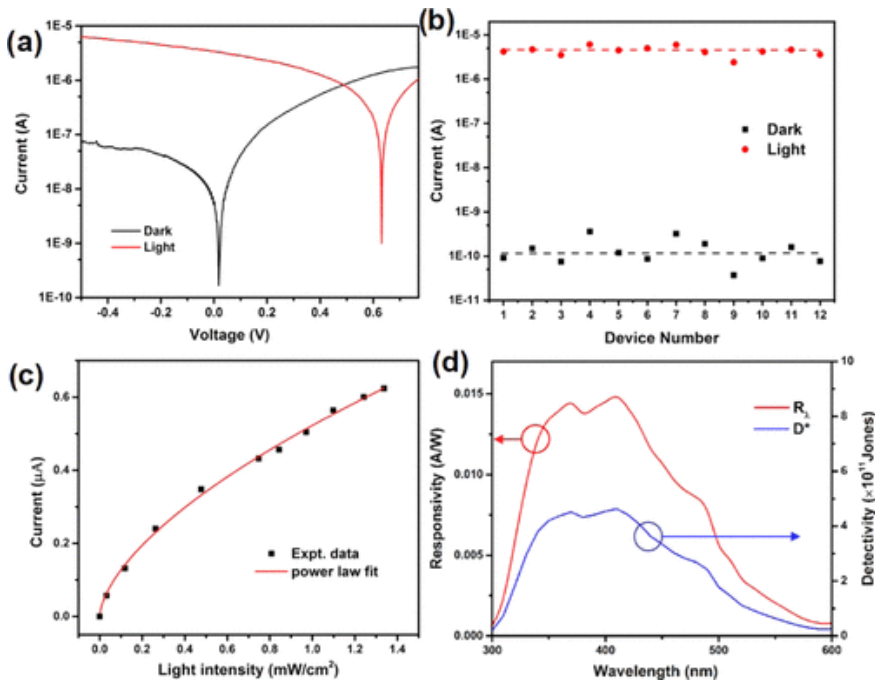 (a)
1E-5
1E-6
1E-7
1E-8
1E-9
1E-10
Current (A)
Dark
Light
-0.4 -0.2 0.0 0.2 0.4 0.6
Voltage (V)
(b)
1E-4
1E-5
1E-6
1E-7
1E-8
1E-9
1E-10
1E-11
Current (A)
Dark
Light
1 2 3 4 5 6 7 8 9 10 11 12
Device Number
(c)
0.6
0.4
0.2
0.0
Current (μA)
Expt. data
power law fit
0.0 0.2 0.4 0.6 0.8 1.0 1.2 1.4
Light intensity (mW/cm²)
(d)
0.015
0.010
0.005
0.000
Responsivity (A/W)
Rλ
D*
10
8
6
4
2
0
Detectivity (×10¹¹Jones)
300 400 500 600
Wavelength (nm)